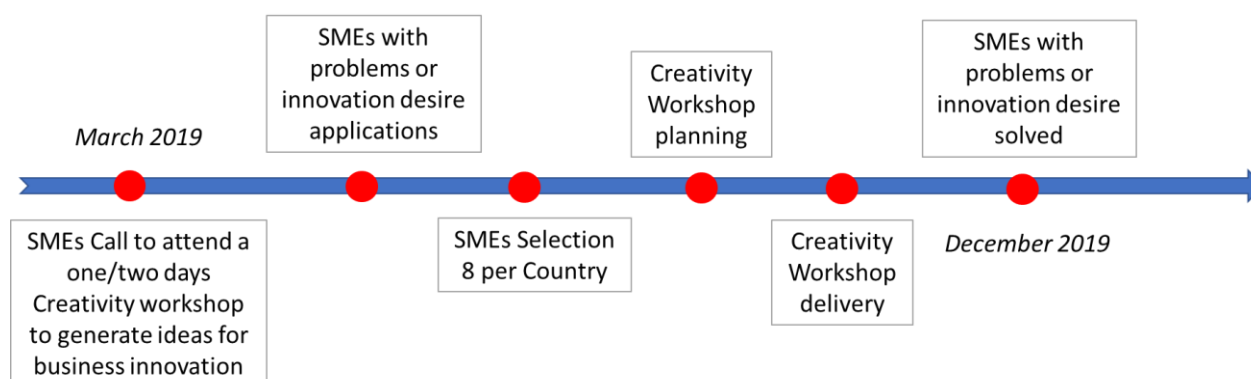 March 2019
SMEs Call to attend a
one/two days
Creativity workshop
to generate ideas for
business innovation
SMEs with
problems or
innovation desire
applications
SMEs Selection
8 per Country
Creativity
Workshop
planning
Creativity
Workshop
delivery
SMEs with
problems or
innovation desire
solved
December 2019